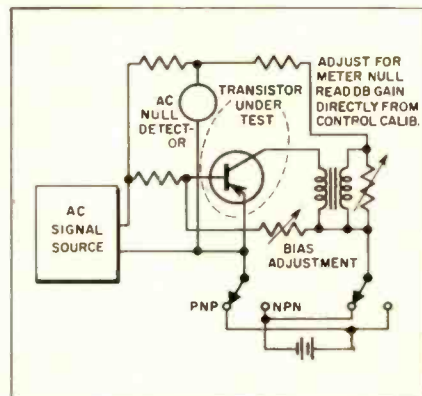 ADJUST FOR
METER NULL
READ DB GAIN
DIRECTLY FROM
CONTROL CALIB.
TRANSISTOR
UNDER
TEST
AC
NULL
DETECT-
OR
AC
SIGNAL
SOURCE
BIAS
ADJUSTMENT
PNP
NPN